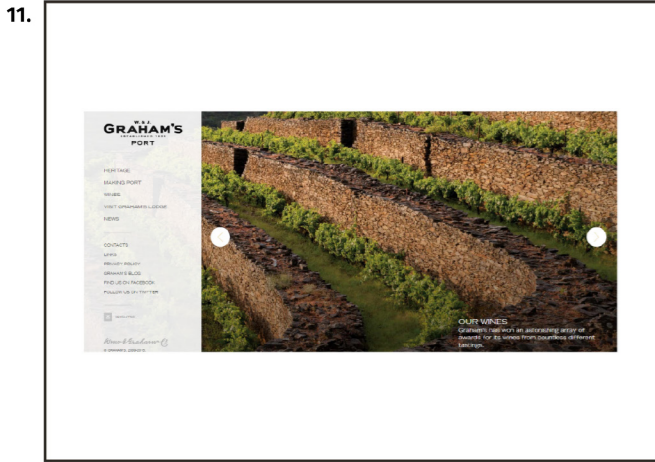 11.
W. & J.
GRAHAM'S
ESTABLISHED 1820
PORT
HERITAGE
MAKING PORT
WINES
VISIT GRAHAM'S LODGE
NEWS
CONTACTS
LINKS
PRIVACY POLICY
GRAHAM'S BLOG
FIND US ON FACEBOOK
FOLLOW US ON TWITTER
OUR WINES
Graham's has won an astonishing array of
awards for its wines from countless different
tastings.